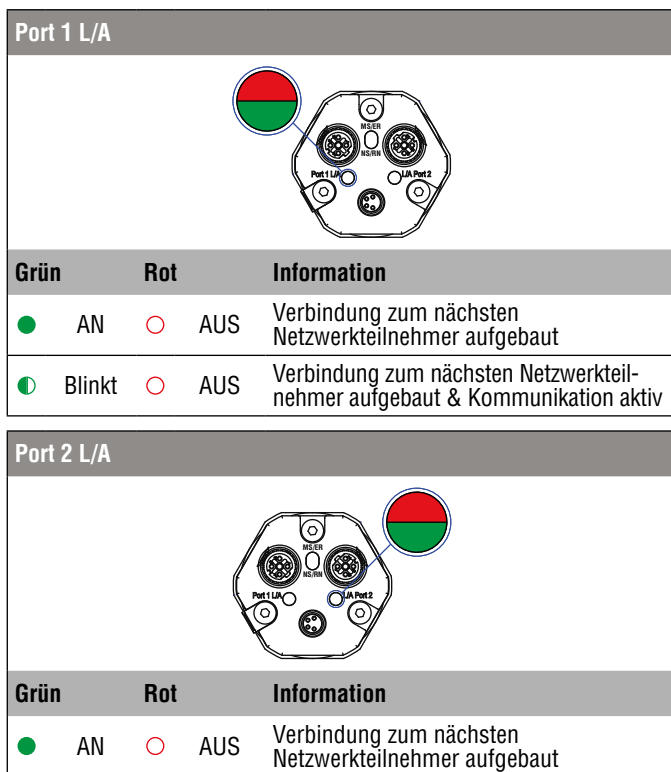 Port 1 L/A
MS/ER
NS/RN
Port 1 L/A
L/A Port 2
Grün Rot Information
AN AUS Verbindung zum nächsten
Netzwerkteilnehmer aufgebaut
Blinkt AUS Verbindung zum nächsten Netzwerkteil-
nehmer aufgebaut & Kommunikation aktiv
Port 2 L/A
MS/ER
NS/RN
Port 1 L/A
L/A Port 2
Grün Rot Information
AN AUS Verbindung zum nächsten
Netzwerkteilnehmer aufgebaut